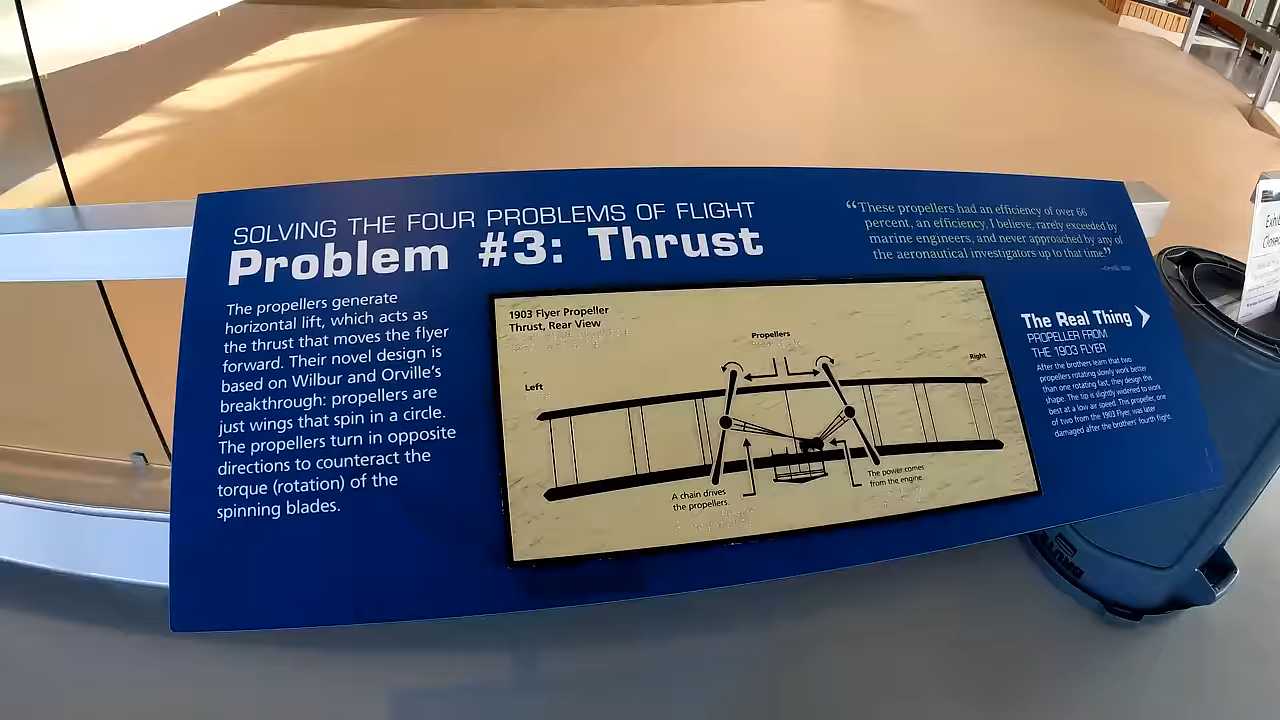 SOLVING THE FOUR PROBLEMS OF FLIGHT
Problem #3: Thrust
The propellers generate
horizontal lift, which acts as
the thrust that moves the flyer
forward. Their novel design is
based on Wilbur and Orville's
breakthrough: propellers are
just wings that spin in a circle.
The propellers turn in opposite
directions to counteract the
torque (rotation) of the
spinning blades.
1903 Flyer Propeller
Thrust, Rear View
Propellers
Left
Right
A chain drives
the propellers.
The power comes
from the engine.
“These propellers had an efficiency of over 66
percent, an efficiency, I believe, rarely exceeded by
marine engineers, and never approached by any of
the aeronautical investigators up to that time.”
—Orville,
The Real Thing
PROPELLER FROM
THE 1903 FLYER
After the brothers learn that two
propellers rotating slowly work better
than one rotating fast, they design this
shape. The tip is slightly widened to work
best at a low air speed. This propeller, one
of two from the 1903 Flyer, was later
damaged after the brothers' fourth flight.